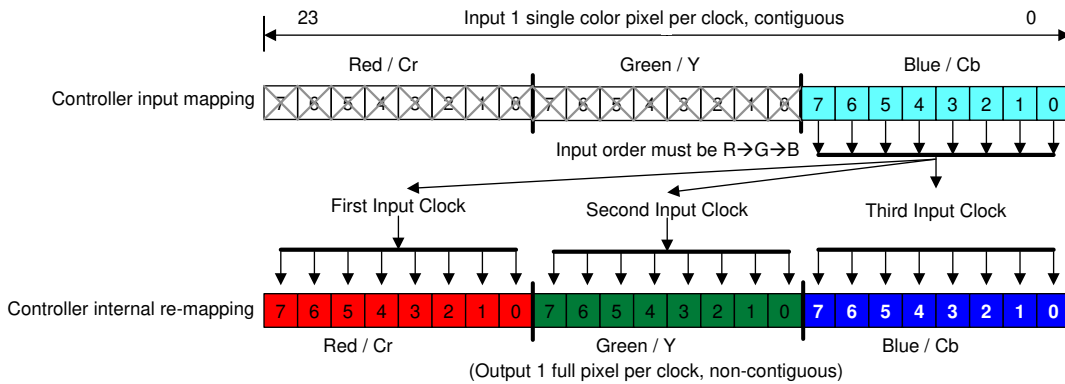 23 Input 1 single color pixel per clock, contiguous 0
Red / Cr Green / Y Blue / Cb
Controller input mapping 7 6 5 4 3 2 1 0 7 6 5 4 3 2 1 0 7 6 5 4 3 2 1 0
Input order must be R→G→B
First Input Clock Second Input Clock Third Input Clock
Controller internal re-mapping 7 6 5 4 3 2 1 0 7 6 5 4 3 2 1 0 7 6 5 4 3 2 1 0
Red / Cr Green / Y Blue / Cb
(Output 1 full pixel per clock, non-contiguous)